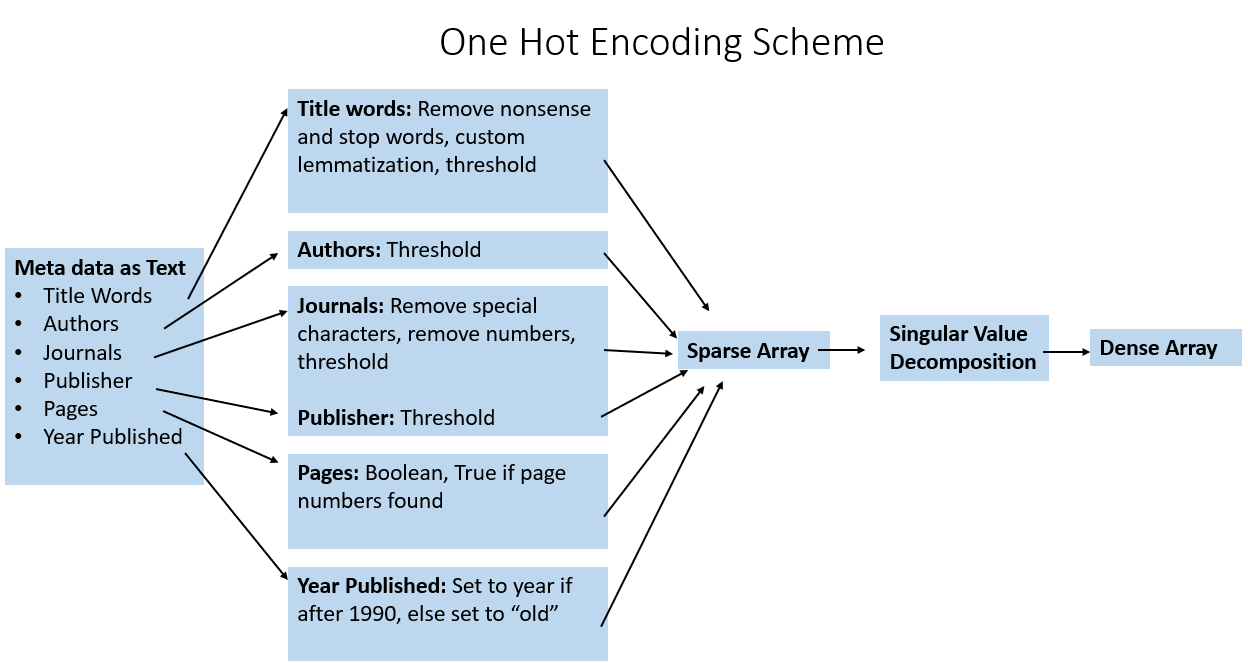 One Hot Encoding Scheme
Meta data as Text
• Title Words
• Authors
• Journals
• Publisher
• Pages
• Year Published
Title words: Remove nonsense
and stop words, custom
lemmatization, threshold
Authors: Threshold
Journals: Remove special
characters, remove numbers,
threshold
Publisher: Threshold
Pages: Boolean, True if page
numbers found
Year Published: Set to year if
after 1990, else set to “old”
Sparse Array
Singular Value
Decomposition
Dense Array